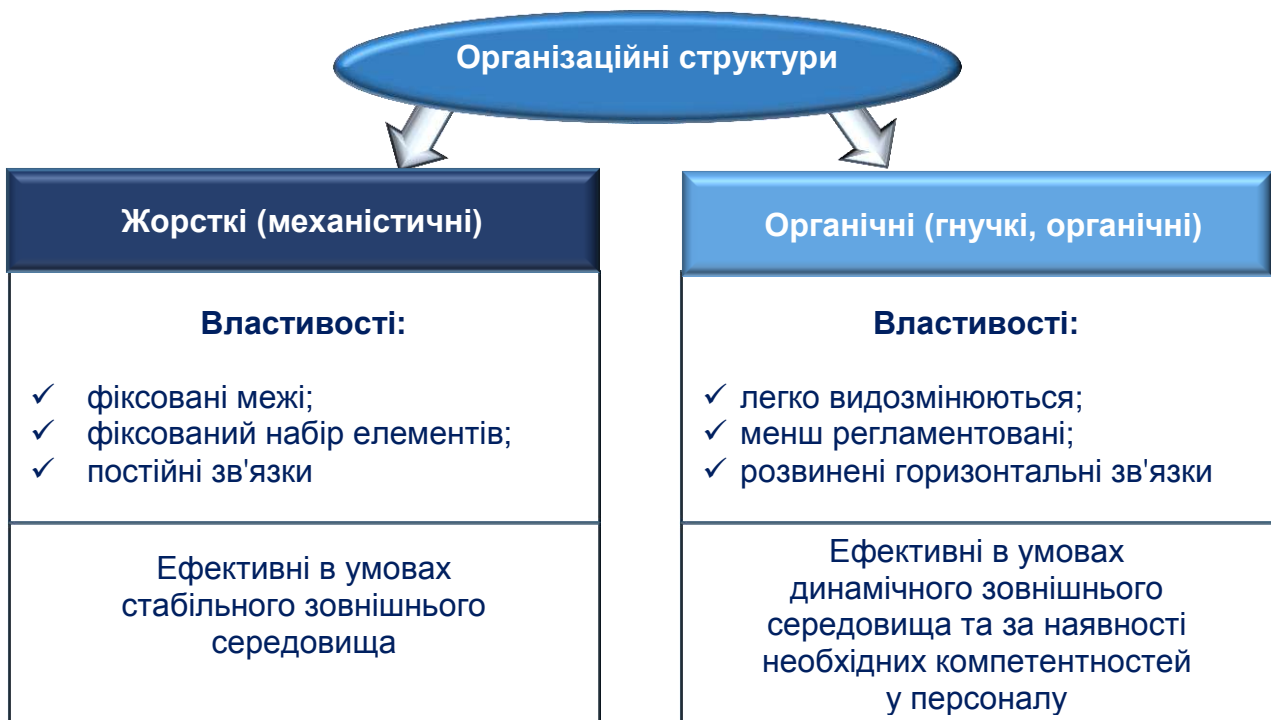 Організаційні структури
Жорсткі (механістичні)
Властивості:
✓ фіксовані межі;
✓ фіксований набір елементів;
✓ постійні зв'язки
Ефективні в умовах
стабільного зовнішнього
середовища
Органічні (гнучкі, органічні)
Властивості:
✓ легко видозмінюються;
✓ менш регламентовані;
✓ розвинені горизонтальні зв'язки
Ефективні в умовах
динамічного зовнішнього
середовища та за наявності
необхідних компетентностей
у персоналу